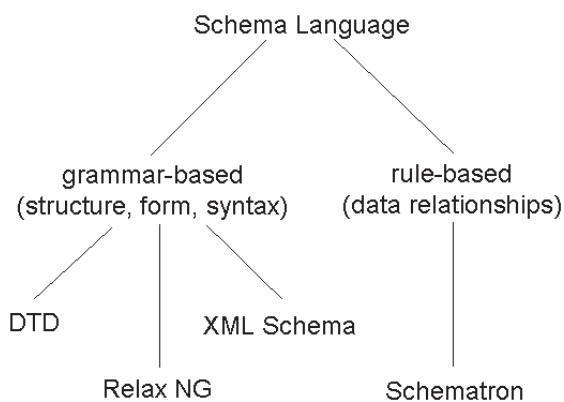 Schema Language
grammar-based
(structure, form, syntax)
rule-based
(data relationships)
DTD
XML Schema
Relax NG
Schematron